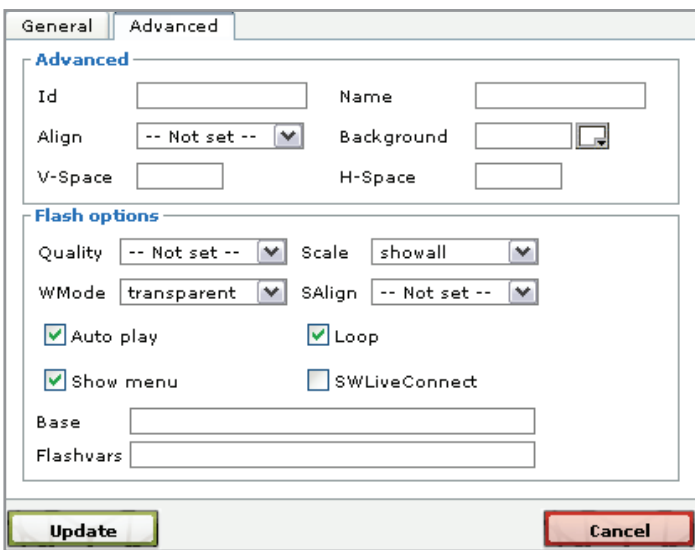 General Advanced
Advanced
Id Name
Align -- Not set -- Background
V-Space H-Space
Flash options
Quality -- Not set -- Scale showall
WMode transparent SAlign -- Not set --
Auto play Loop
Show menu SWLiveConnect
Base
Flashvars
Update Cancel